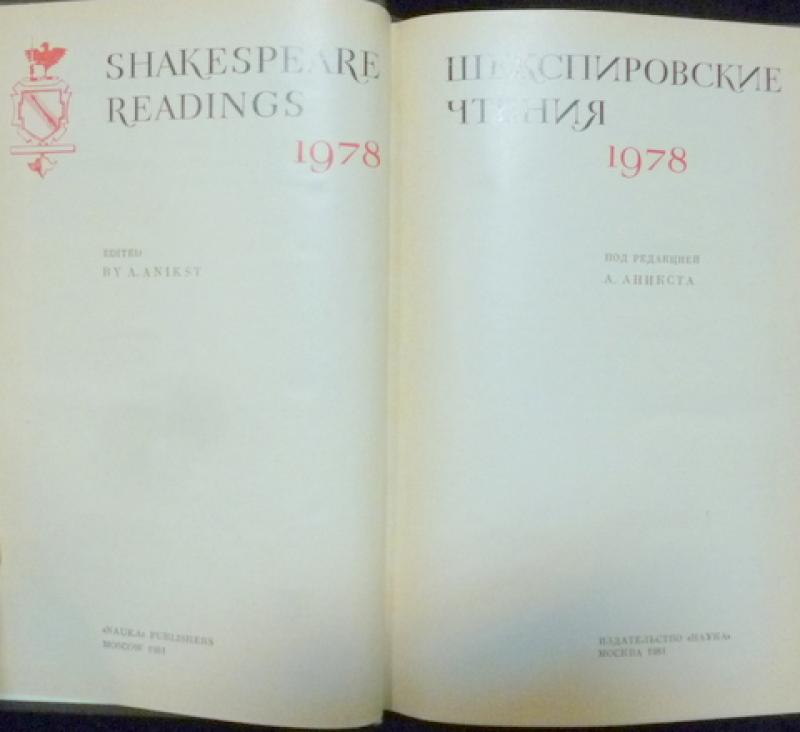 SHAKESPEARE
READINGS
1978
EDITED
BY A. ANIKST
«NAUKA» PUBLISHERS
MOSCOW 1981
ШЕКСПИРОВСКИЕ
ЧТЕНИЯ
1978
ПОД РЕДАКЦИЕЙ
А. АНИКСТА
ИЗДАТЕЛЬСТВО «НАУКА»
МОСКВА 1981